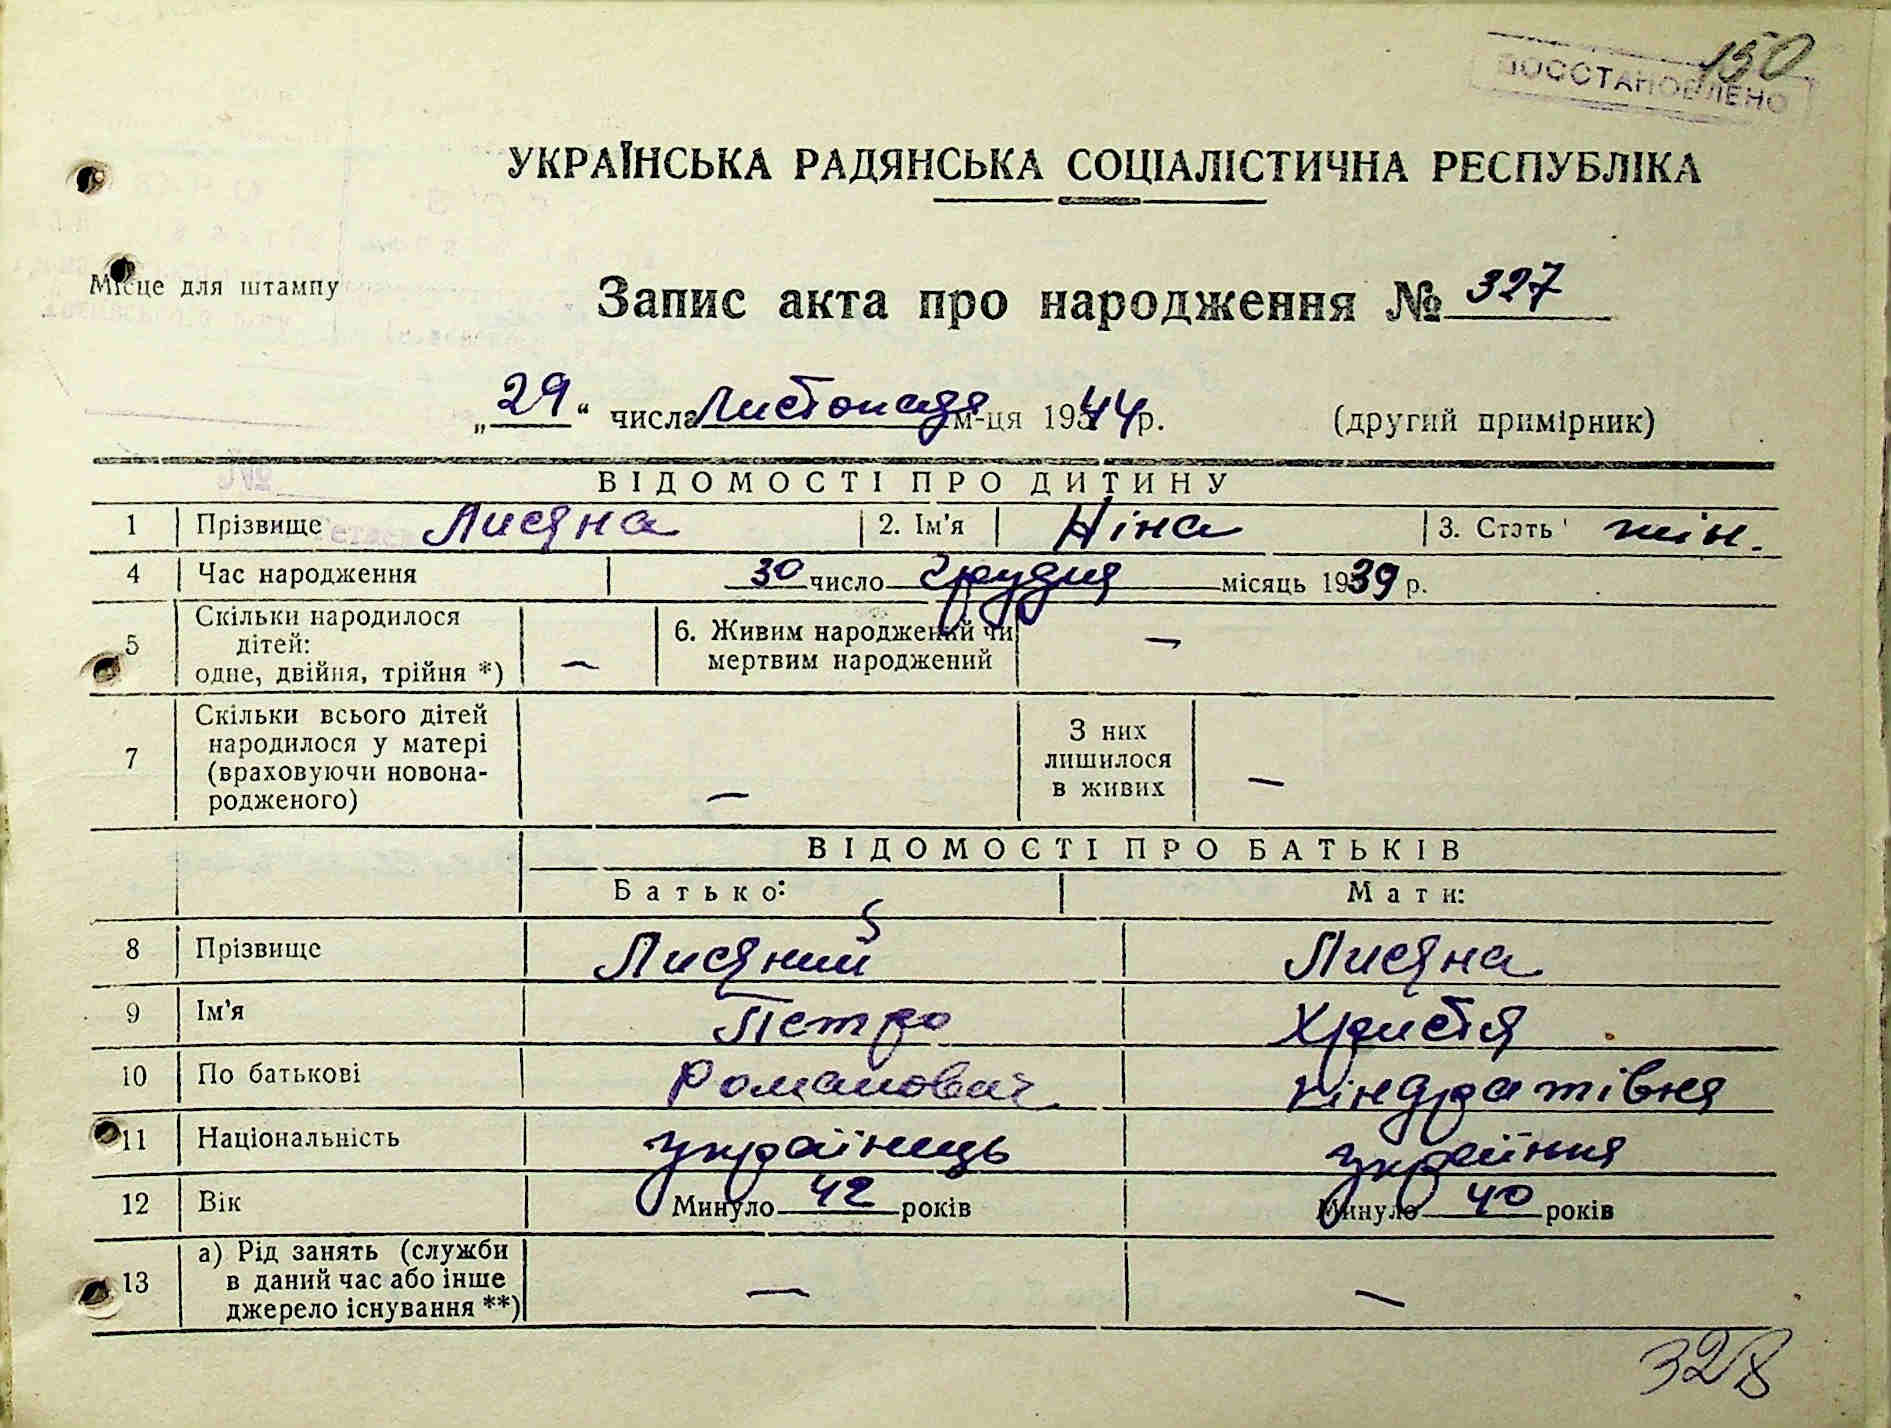 150
ВОССТАНОВЛЕНО
УКРАЇНСЬКА РАДЯНСЬКА СОЦІАЛІСТИЧНА РЕСПУБЛІКА
Місце для штампу
Запис акта про народження № 327
„29“ числа Листопада м-ця 1944 р. (другий примірник)
ВІДОМОСТІ ПРО ДИТИНУ
1 Прізвище Лисяна 2. Ім'я Ніна 3. Стать жін.
4 Час народження 30 число Грудня місяць 1939 р.
5 Скільки народилося дітей: одне, двійня, трійня *) — 6. Живим народжений чи мертвим народжений —
7 Скільки всього дітей народилося у матері (враховуючи новонародженого) — З них лишилося в живих —
ВІДОМОСТІ ПРО БАТЬКІВ
Батько: Мати:
8 Прізвище Лисяний Лисяна
9 Ім'я Петро Христя
10 По батькові Романович Кіндратівня
11 Національність українець українка
12 Вік Минуло 42 років Минуло 40 років
13 а) Рід занять (служби в даний час або інше джерело існування **) — —
328